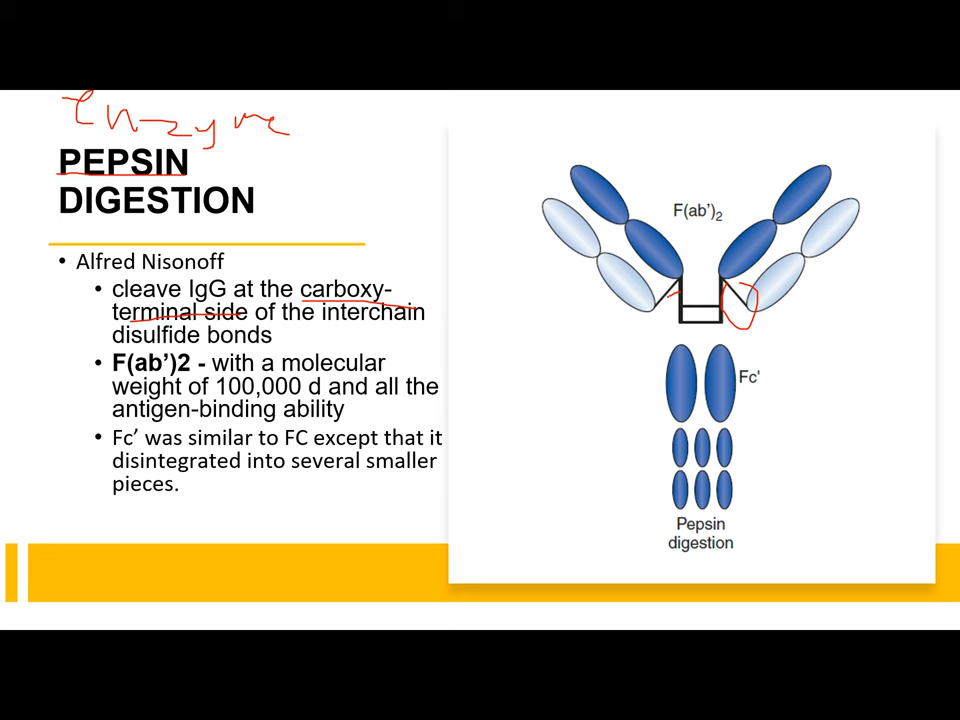 Enzyme
PEPSIN
DIGESTION
• Alfred Nisonoff
• cleave IgG at the carboxy-
terminal side of the interchain
disulfide bonds
• F(ab’)2 - with a molecular
weight of 100,000 d and all the
antigen-binding ability
• Fc’ was similar to FC except that it
disintegrated into several smaller
pieces.
F(ab')2
Fc'
Pepsin
digestion